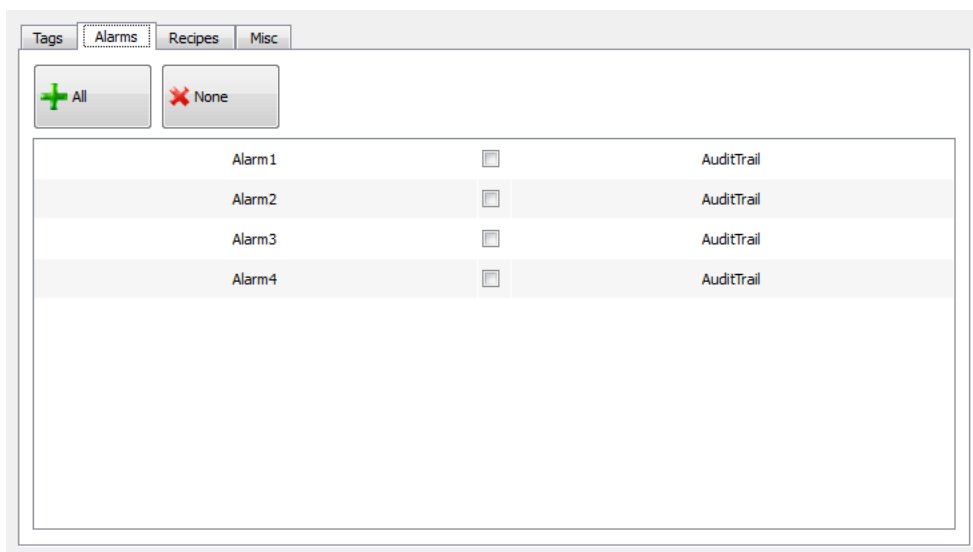 Tags Alarms Recipes Misc
All None
Alarm1 AuditTrail
Alarm2 AuditTrail
Alarm3 AuditTrail
Alarm4 AuditTrail